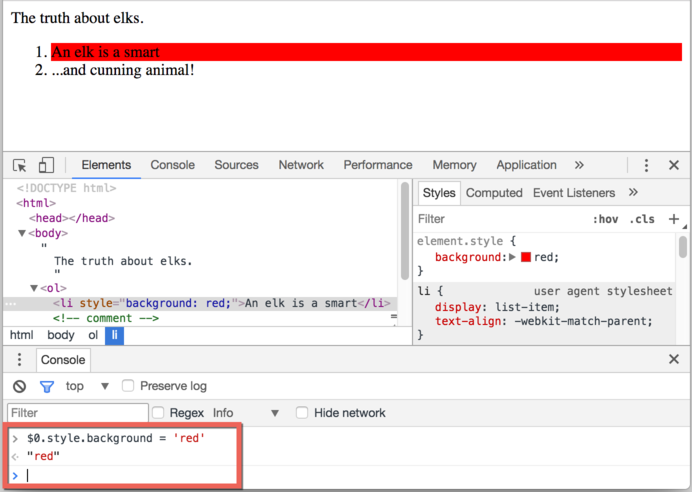 The truth about elks.
1. An elk is a smart
2. ...and cunning animal!
Elements Console Sources Network Performance Memory Application »
<!DOCTYPE html>
<html>
<head></head>
<body>
"
The truth about elks.
"
<ol>
<li style="background: red;">An elk is a smart</li>
<!-- comment -->
html body ol li
Styles Computed Event Listeners »
Filter :hov .cls +
element.style {
background: red;
}
li { user agent stylesheet
display: list-item;
text-align: -webkit-match-parent;
}
Console
top Preserve log
Filter Regex Info Hide network
> $0.style.background = 'red'
"red"
>